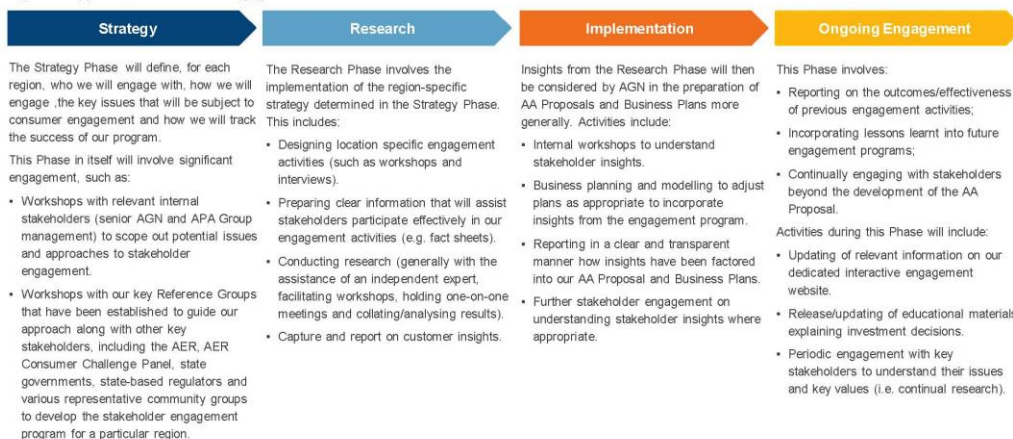 Strategy
The Strategy Phase will define, for each
region, who we will engage with, how we will
engage ,the key issues that will be subject to
consumer engagement and how we will track
the success of our program.
This Phase in itself will involve significant
engagement, such as:
• Workshops with relevant internal
stakeholders (senior AGN and APA Group
management) to scope out potential issues
and approaches to stakeholder
engagement.
• Workshops with our key Reference Groups
that have been established to guide our
approach along with other key
stakeholders, including the AER, AER
Consumer Challenge Panel, state
governments, state-based regulators and
various representative community groups
to develop the stakeholder engagement
program for a particular region.
Research
The Research Phase involves the
implementation of the region-specific
strategy determined in the Strategy Phase.
This includes:
• Designing location specific engagement
activities (such as workshops and
interviews).
• Preparing clear information that will assist
stakeholders participate effectively in our
engagement activities (e.g. fact sheets).
• Conducting research (generally with the
assistance of an independent expert,
facilitating workshops, holding one-on-one
meetings and collating/analysing results).
• Capture and report on customer insights.
Implementation
Insights from the Research Phase will then
be considered by AGN in the preparation of
AA Proposals and Business Plans more
generally. Activities include:
• Internal workshops to understand
stakeholder insights.
• Business planning and modelling to adjust
plans as appropriate to incorporate
insights from the engagement program.
• Reporting in a clear and transparent
manner how insights have been factored
into our AA Proposal and Business Plans.
• Further stakeholder engagement on
understanding stakeholder insights where
appropriate.
Ongoing Engagement
This Phase involves:
• Reporting on the outcomes/effectiveness
of previous engagement activities;
• Incorporating lessons learnt into future
engagement programs;
• Continually engaging with stakeholders
beyond the development of the AA
Proposal.
Activities during this Phase will include:
• Updating of relevant information on our
dedicated interactive engagement
website.
• Release/updating of educational materials
explaining investment decisions.
• Periodic engagement with key
stakeholders to understand their issues
and key values (i.e. continual research).